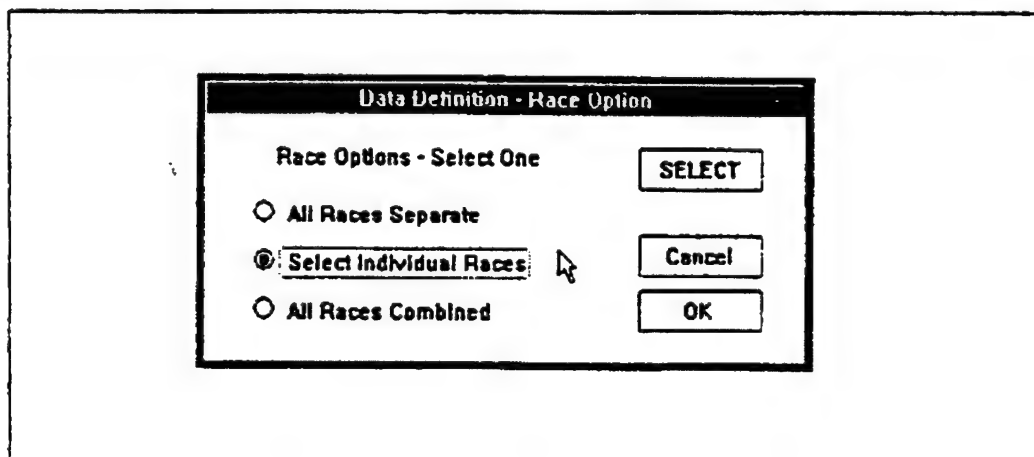 Data Definition - Race Option
Race Options - Select One
SELECT
All Races Separate
Select Individual Races
Cancel
All Races Combined
OK